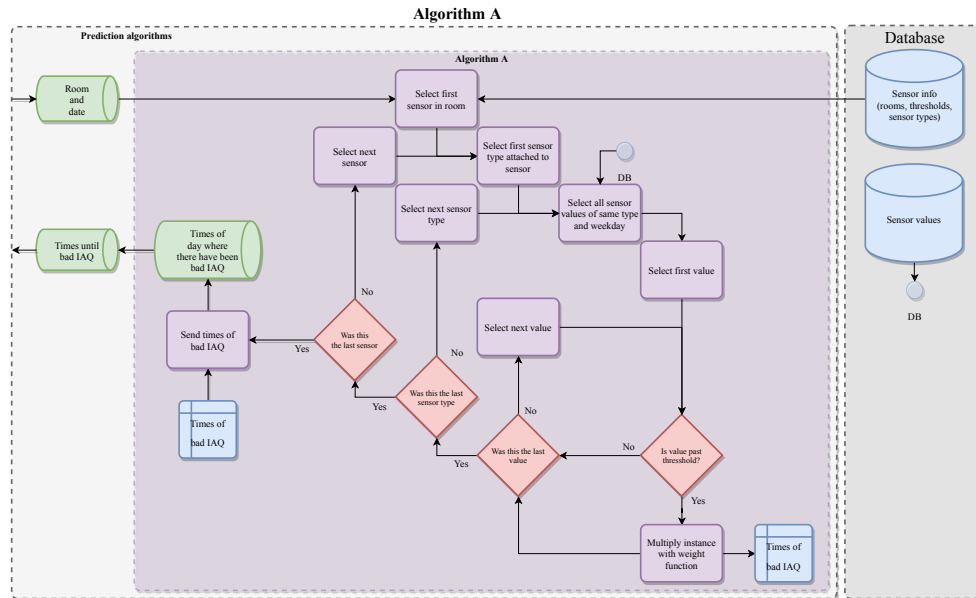 Algorithm A
Prediction algorithms
Database
Algorithm A
Room
and
date
Select first
sensor in room
Sensor info
(rooms, thresholds,
sensor types)
Select next
sensor
Select first sensor
type attached to
sensor
DB
Select next sensor
type
Select all sensor
values of same type
and weekday
Sensor values
Times until
bad IAQ
Times of
day where
there have been
bad IAQ
Select first value
DB
No
Send times of
bad IAQ
Was this
the last sensor
Yes
Select next value
No
Times of
bad IAQ
Was this the last
sensor type
Yes
No
Was this the last
value
Yes
No
Is value past
thresshold?
Yes
Multiply instance
with weight
function
Times of
bad IAQ